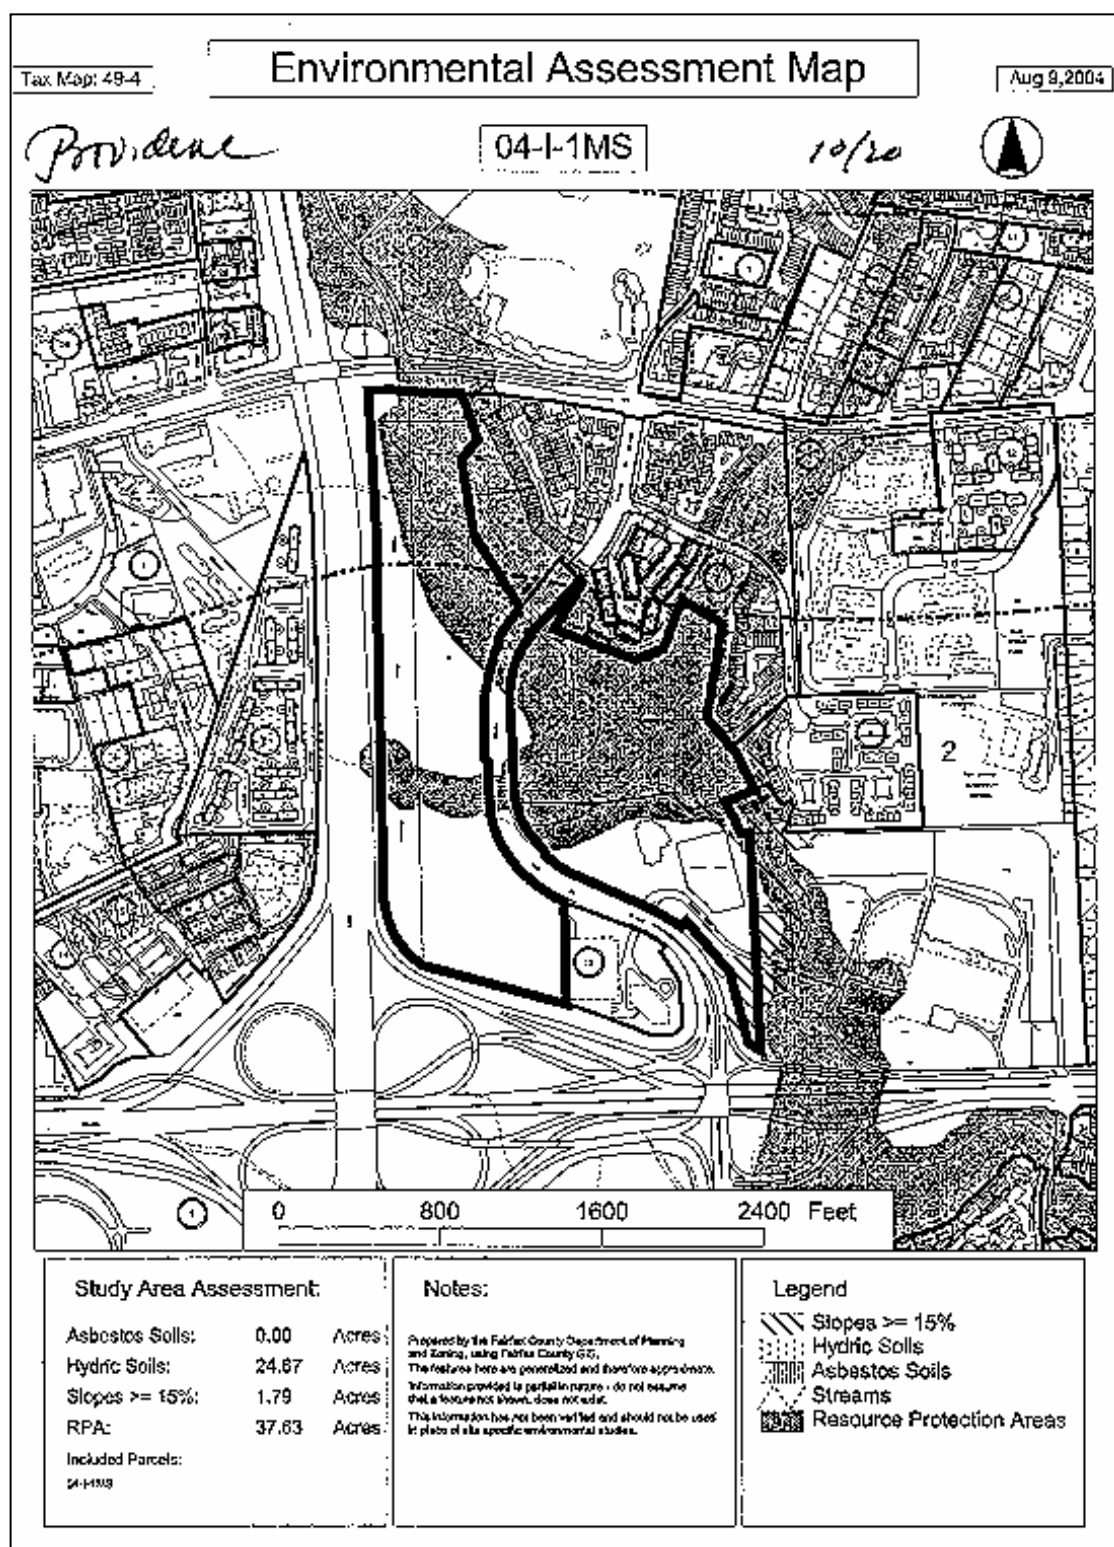 Environmental Assessment Map
Tax Map: 49-4
Aug 9,2004
Providence
04-I-1MS
10/20
5
2
1
0 800 1600 2400 Feet
Study Area Assessment:
Asbestos Soils: 0.00 Acres
Hydric Soils: 24.67 Acres
Slopes >= 15%: 1.79 Acres
RPA: 37.63 Acres
Included Parcels:
04-I-1MS
Notes:
Prepared by the Fairfax County Department of Planning
and Zoning, using Fairfax County GIS.
The features here are generalized and therefore approximate.
Information provided is partial in nature - do not assume
that a feature not shown, does not exist.
This information has not been verified and should not be used
in place of site specific environmental studies.
Legend
Slopes >= 15%
Hydric Soils
Asbestos Soils
Streams
Resource Protection Areas